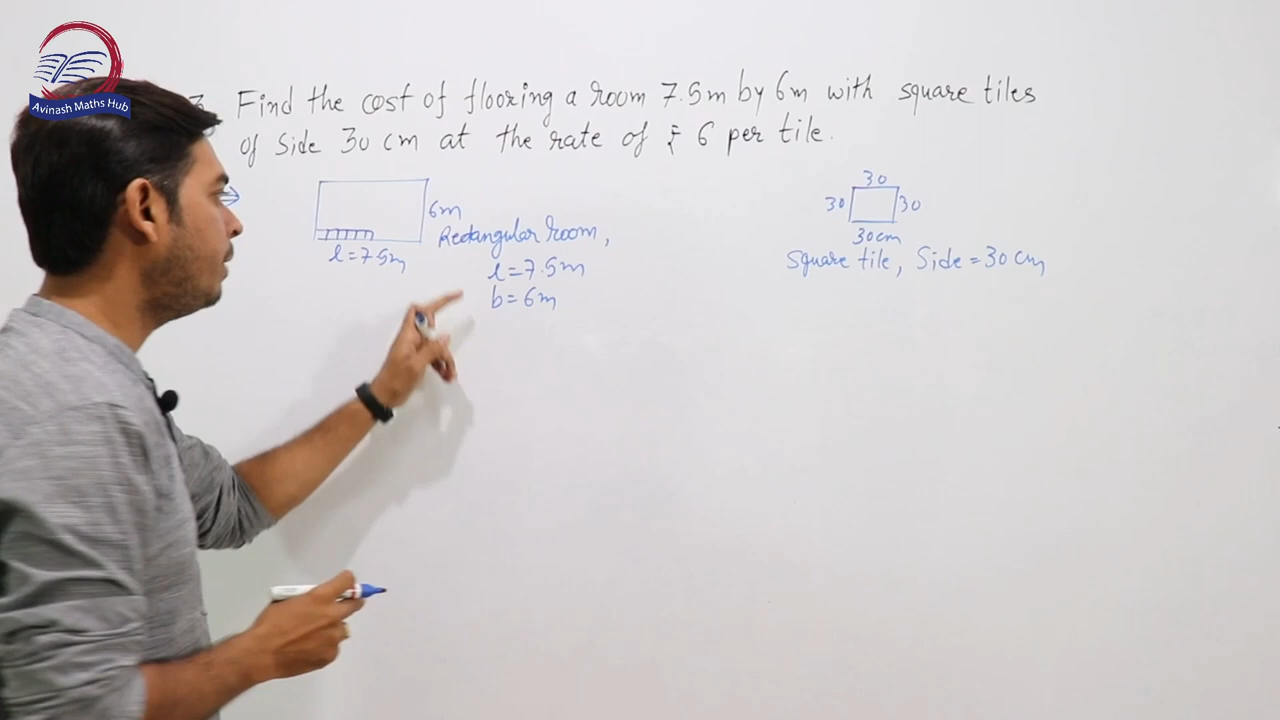 Avinash Maths Hub
3. Find the cost of flooring a room 7.5m by 6m with square tiles
of side 30 cm at the rate of ₹ 6 per tile.
⇒
6m
l=7.5m
Rectangular room,
l=7.5m
b=6m
30
30
30
30cm
Square tile, Side=30 cm